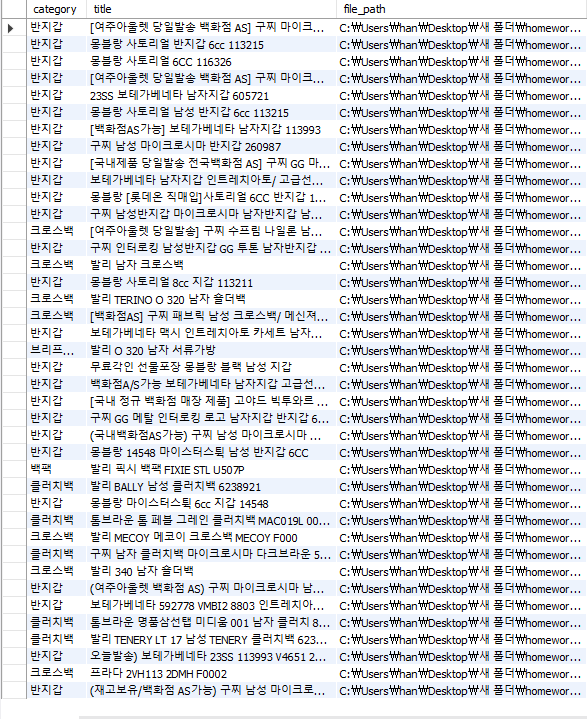 category title file_path
반지갑 [여주아울렛 당일발송 백화점 AS] 구찌 마이크... C:₩Users₩han₩Desktop₩새 폴더₩homewor...
반지갑 몽블랑 사토리얼 반지갑 6cc 113215 C:₩Users₩han₩Desktop₩새 폴더₩homewor...
반지갑 몽블랑 사토리얼 6CC 116326 C:₩Users₩han₩Desktop₩새 폴더₩homewor...
반지갑 [여주아울렛 당일발송 백화점 AS] 구찌 마이크... C:₩Users₩han₩Desktop₩새 폴더₩homewor...
반지갑 23SS 보테가베네타 남자지갑 605721 C:₩Users₩han₩Desktop₩새 폴더₩homewor...
반지갑 몽블랑 사토리얼 남성 반지갑 6cc 113215 C:₩Users₩han₩Desktop₩새 폴더₩homewor...
반지갑 [백화점AS가능] 보테가베네타 남자지갑 113993 C:₩Users₩han₩Desktop₩새 폴더₩homewor...
반지갑 구찌 남성 마이크로시마 반지갑 260987 C:₩Users₩han₩Desktop₩새 폴더₩homewor...
반지갑 [국내제품 당일발송 전국백화점 AS] 구찌 GG 마... C:₩Users₩han₩Desktop₩새 폴더₩homewor...
반지갑 보테가베네타 남자지갑 인트레치아토/ 고급선... C:₩Users₩han₩Desktop₩새 폴더₩homewor...
반지갑 몽블랑 [롯데온 직매입]사토리얼 6CC 반지갑 1... C:₩Users₩han₩Desktop₩새 폴더₩homewor...
반지갑 구찌 남성반지갑 마이크로시마 남자반지갑 남... C:₩Users₩han₩Desktop₩새 폴더₩homewor...
크로스백 [여주아울렛 당일발송] 구찌 수프림 나일론 남... C:₩Users₩han₩Desktop₩새 폴더₩homewor...
반지갑 구찌 인터로킹 남성반지갑 GG 투톤 남자반지갑... C:₩Users₩han₩Desktop₩새 폴더₩homewor...
크로스백 발리 남자 크로스백 C:₩Users₩han₩Desktop₩새 폴더₩homewor...
반지갑 몽블랑 사토리얼 8cc 지갑 113211 C:₩Users₩han₩Desktop₩새 폴더₩homewor...
크로스백 발리 TERINO O 320 남자 숄더백 C:₩Users₩han₩Desktop₩새 폴더₩homewor...
크로스백 [백화점AS] 구찌 패브릭 남성 크로스백/ 메신저... C:₩Users₩han₩Desktop₩새 폴더₩homewor...
반지갑 보테가베네타 맥시 인트레치아토 카세트 남자... C:₩Users₩han₩Desktop₩새 폴더₩homewor...
브리프... 발리 O 320 남자 서류가방 C:₩Users₩han₩Desktop₩새 폴더₩homewor...
반지갑 무료각인 선물포장 몽블랑 블랙 남성 지갑 C:₩Users₩han₩Desktop₩새 폴더₩homewor...
반지갑 백화점A/S가능 보테가베네타 남자지갑 고급선... C:₩Users₩han₩Desktop₩새 폴더₩homewor...
반지갑 [국내 정규 백화점 매장 제품] 고야드 빅투와르 ... C:₩Users₩han₩Desktop₩새 폴더₩homewor...
반지갑 구찌 GG 메탈 인터로킹 로고 남자지갑 반지갑 6... C:₩Users₩han₩Desktop₩새 폴더₩homewor...
반지갑 (국내백화점AS가능) 구찌 남성 마이크로시마 ... C:₩Users₩han₩Desktop₩새 폴더₩homewor...
반지갑 몽블랑 14548 마이스터스튁 남성 반지갑 6CC C:₩Users₩han₩Desktop₩새 폴더₩homewor...
백팩 발리 픽시 백팩 FIXIE STL U507P C:₩Users₩han₩Desktop₩새 폴더₩homewor...
클러치백 발리 BALLY 남성 클러치백 6238921 C:₩Users₩han₩Desktop₩새 폴더₩homewor...
반지갑 몽블랑 마이스터스튁 6cc 지갑 14548 C:₩Users₩han₩Desktop₩새 폴더₩homewor...
클러치백 톰브라운 톰 페블 그레인 클러치백 MAC019L 00... C:₩Users₩han₩Desktop₩새 폴더₩homewor...
크로스백 발리 MECOY 메코이 크로스백 MECOY F000 C:₩Users₩han₩Desktop₩새 폴더₩homewor...
클러치백 구찌 남자 클러치백 마이크로시마 다크브라운 5... C:₩Users₩han₩Desktop₩새 폴더₩homewor...
크로스백 발리 340 남자 숄더백 C:₩Users₩han₩Desktop₩새 폴더₩homewor...
반지갑 (여주아울렛 백화점 AS) 구찌 마이크로시마 남... C:₩Users₩han₩Desktop₩새 폴더₩homewor...
반지갑 보테가베네타 592778 VMBI2 8803 인트레치아... C:₩Users₩han₩Desktop₩새 폴더₩homewor...
클러치백 톰브라운 명품삼선탭 미디움 001 남자 클러치 8... C:₩Users₩han₩Desktop₩새 폴더₩homewor...
클러치백 발리 TENERY LT 17 남성 TENERY 클러치백 623... C:₩Users₩han₩Desktop₩새 폴더₩homewor...
반지갑 오늘발송) 보테가베네타 23SS 113993 V4651 2... C:₩Users₩han₩Desktop₩새 폴더₩homewor...
크로스백 프라다 2VH113 2DMH F0002 C:₩Users₩han₩Desktop₩새 폴더₩homewor...
반지갑 (재고보유/백화점 AS가능) 구찌 남성 마이크로... C:₩Users₩han₩Desktop₩새 폴더₩homewor...